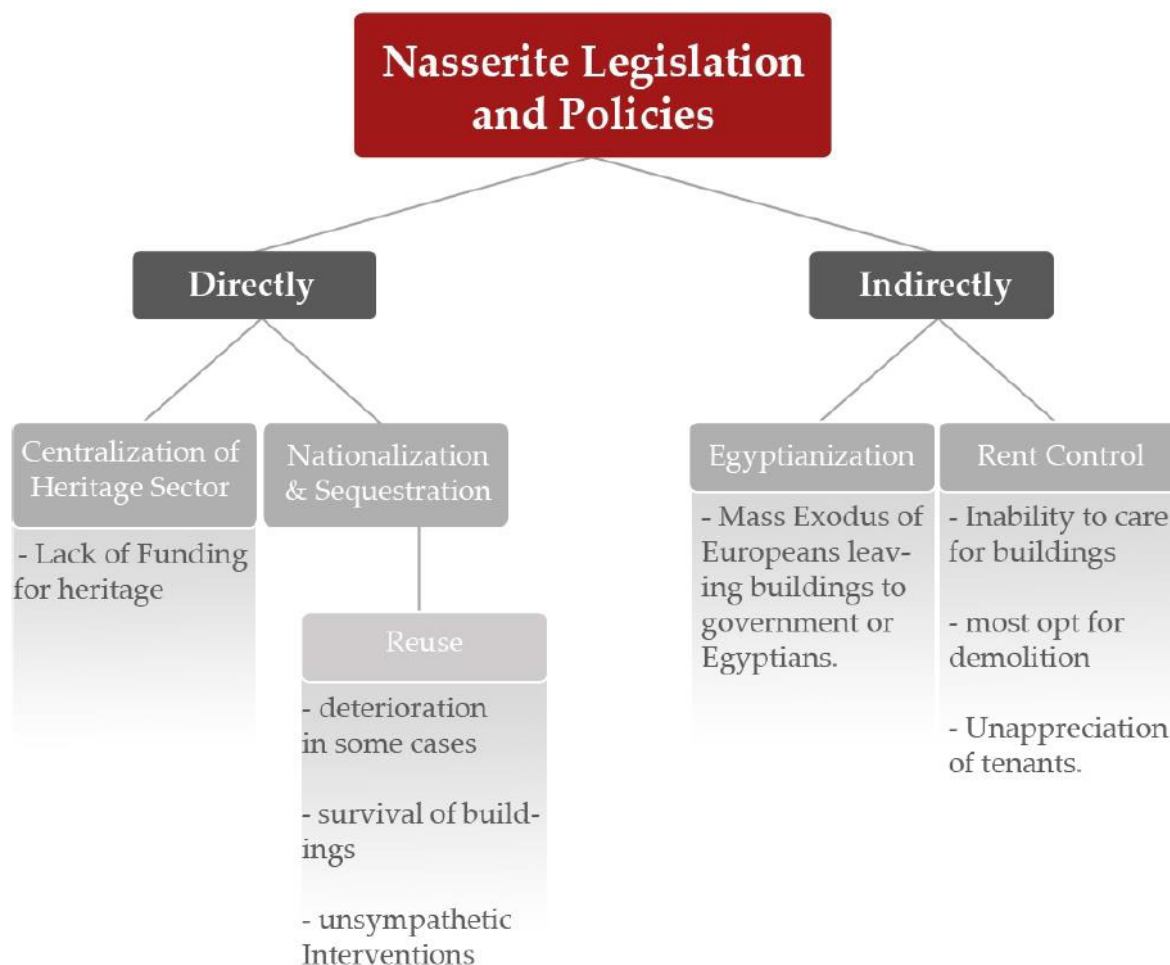 Nasserite Legislation
and Policies
Directly
Indirectly
Centralization of
Heritage Sector
- Lack of Funding
for heritage
Nationalization
& Sequestration
Reuse
- deterioration
in some cases
- survival of build-
ings
- unsympathetic
Interventions
Egyptianization
- Mass Exodus of
Europeans leav-
ing buildings to
government or
Egyptians.
Rent Control
- Inability to care
for buildings
- most opt for
demolition
- Unappreciation
of tenants.